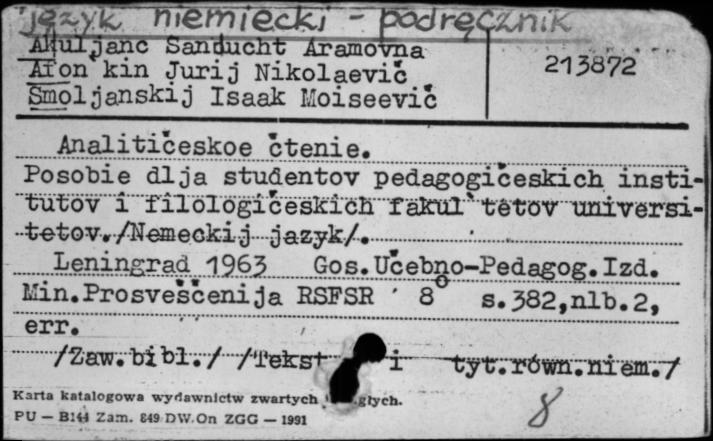 język niemiecki - podręcznik
Akuljanc Sanducht Aramovna
Afon'kin Jurij Nikolaevič 213872
Smoljanskij Isaak Moiseevič
Analitičeskoe čtenie.
Posobie dlja studentov pedagogičeskich insti-
tutov i filologičeskich fakul'tetov universi-
tetov./Nemeckij jazyk/.
Leningrad 1963 Gos.Učebno-Pedagog.Izd.
Min.Prosveščenija RSFSR 8° s.382,nlb.2,
err.
/Zaw.bibl./ /Tekst i tyt.równ.niem./
Karta katalogowa wydawnictw zwartych głych.
PU — B144 Zam. 849 DW.On ZGG — 1991
8